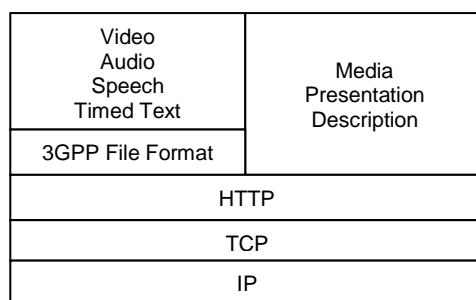 Video
Audio
Speech
Timed Text
3GPP File Format
Media
Presentation
Description
HTTP
TCP
IP